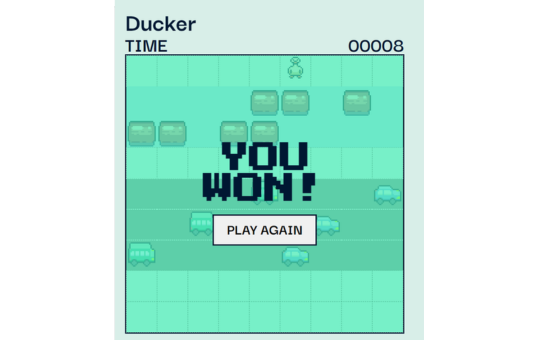 Ducker
TIME 00008
YOU
WON!
PLAY AGAIN